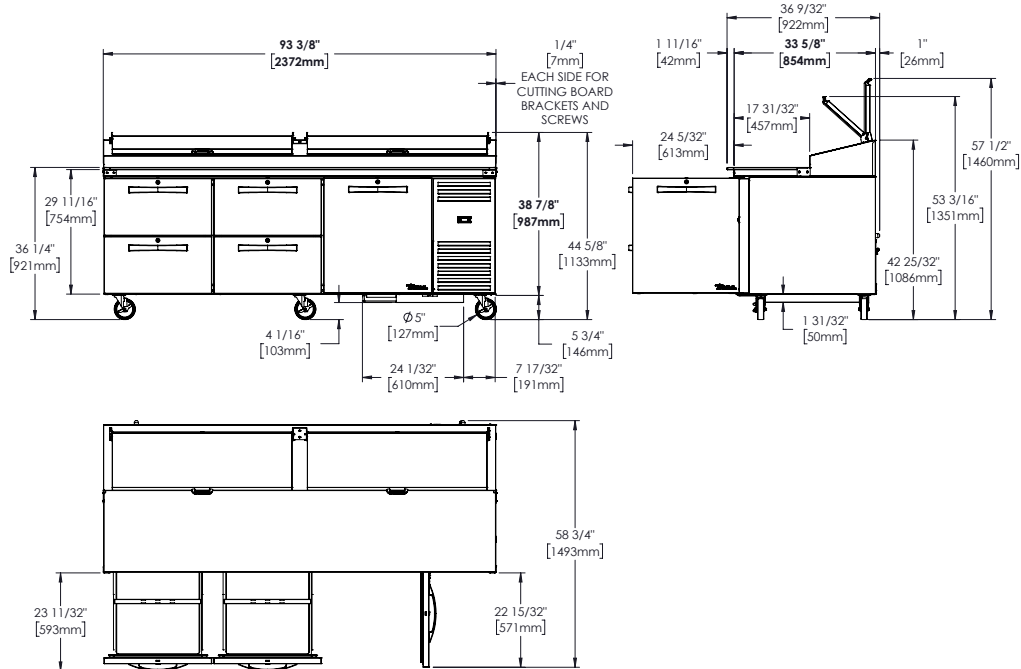 93 3/8"
[2372mm]
1/4"
[7mm]
EACH SIDE FOR
CUTTING BOARD
BRACKETS AND
SCREWS
29 11/16"
[754mm]
36 1/4"
[921mm]
38 7/8"
[987mm]
44 5/8"
[1133mm]
4 1/16"
[103mm]
Ø 5"
[127mm]
5 3/4"
[146mm]
24 1/32"
[610mm]
7 17/32"
[191mm]
36 9/32"
[922mm]
1 11/16"
[42mm]
33 5/8"
[854mm]
1"
[26mm]
17 31/32"
[457mm]
24 5/32"
[613mm]
57 1/2"
[1460mm]
53 3/16"
[1351mm]
42 25/32"
[1086mm]
1 31/32"
[50mm]
58 3/4"
[1493mm]
23 11/32"
[593mm]
22 15/32"
[571mm]